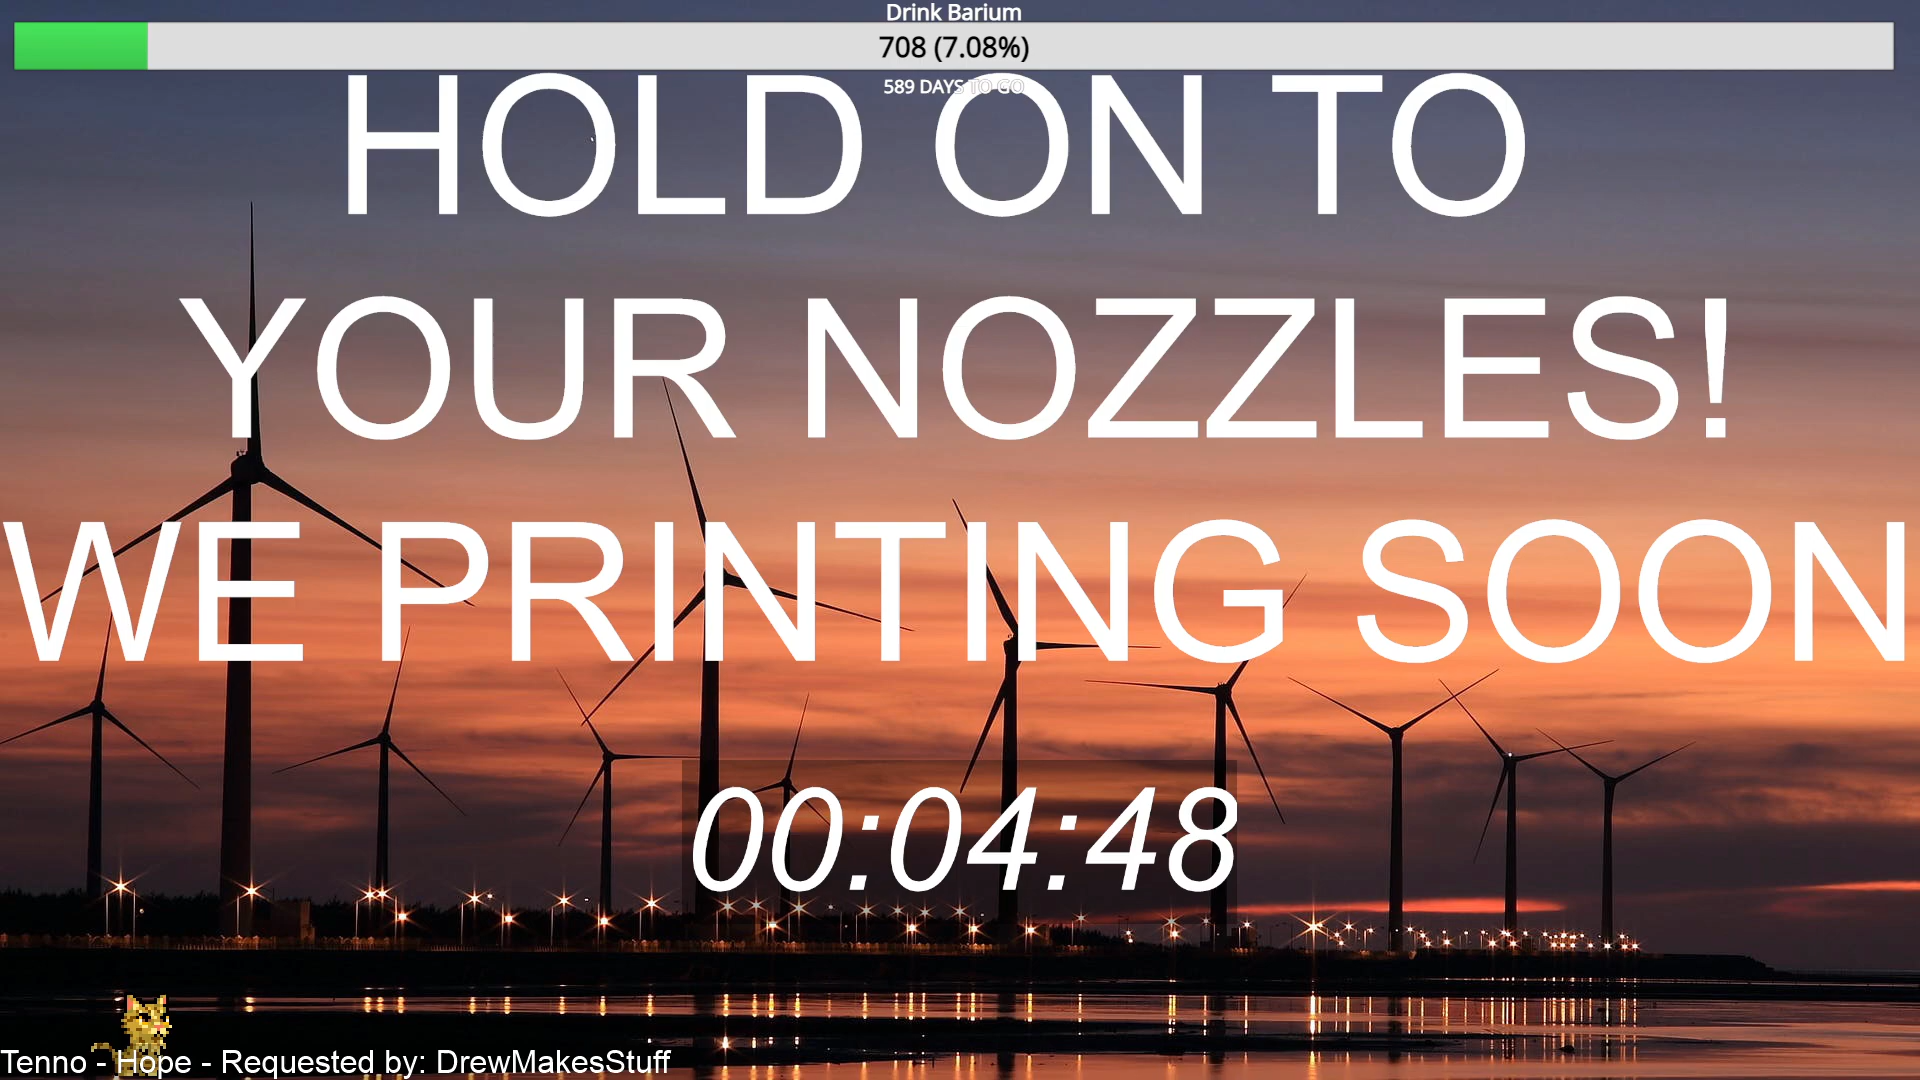 Drink Barium
708 (7.08%)
589 DAYS TO GO
HOLD ON TO
YOUR NOZZLES!
WE PRINTING SOON
00:04:48
Tenno - Hope - Requested by: DrewMakesStuff